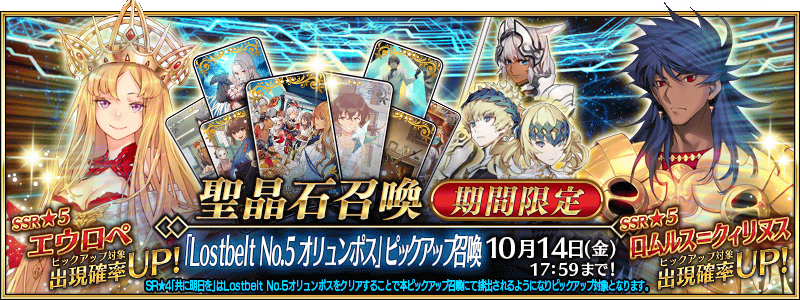 聖晶石召喚 期間限定
SSR★5
エウロペ
ピックアップ対象
出現確率UP!
「Lostbelt No.5 オリュンポス」ピックアップ召喚 10月14日(金)
17:59まで!
SSR★5
ロムルス=クィリヌス
ピックアップ対象
出現確率UP!
SR★4「共に明日を」はLostbelt No.5オリュンポスをクリアすることで本ピックアップ召喚にて排出されるようになりピックアップ対象となります。